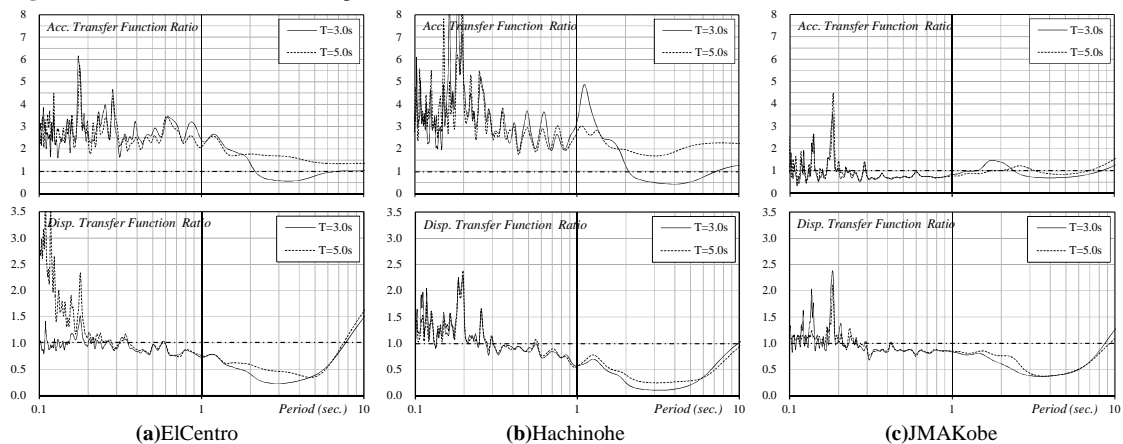 Acc. Transfer Function Ratio
T=3.0s
T=5.0s
8
7
6
5
4
3
2
1
0
Acc. Transfer Function Ratio
T=3.0s
T=5.0s
8
7
6
5
4
3
2
1
0
Acc. Transfer Function Ratio
T=3.0s
T=5.0s
8
7
6
5
4
3
2
1
0
Disp. Transfer Function Ratio
T=3.0s
T=5.0s
3.5
3.0
2.5
2.0
1.5
1.0
0.5
0.0
0.1
1
Period (sec.)
10
(a)ElCentro
Disp. Transfer Function Ratio
T=3.0s
T=5.0s
3.5
3.0
2.5
2.0
1.5
1.0
0.5
0.0
0.1
1
Period (sec.)
10
(b)Hachinohe
Disp. Transfer Function Ratio
T=3.0s
T=5.0s
3.5
3.0
2.5
2.0
1.5
1.0
0.5
0.0
0.1
1
Period (sec.)
10
(c)JMAKobe